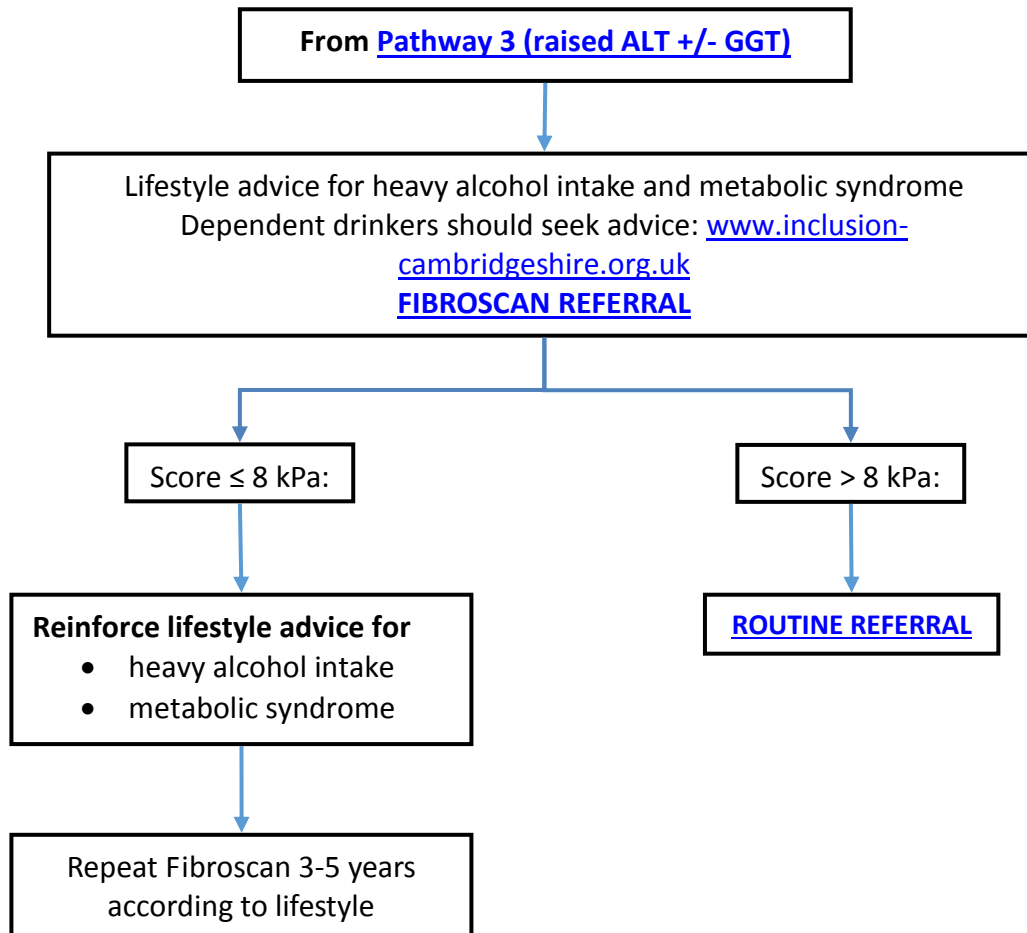 From Pathway 3 (raised ALT +/- GGT)
Lifestyle advice for heavy alcohol intake and metabolic syndrome
Dependent drinkers should seek advice: www.inclusion-
cambridgeshire.org.uk
FIBROSCAN REFERRAL
Score ≤ 8 kPa:
Score > 8 kPa:
Reinforce lifestyle advice for
• heavy alcohol intake
• metabolic syndrome
ROUTINE REFERRAL
Repeat Fibroscan 3-5 years
according to lifestyle